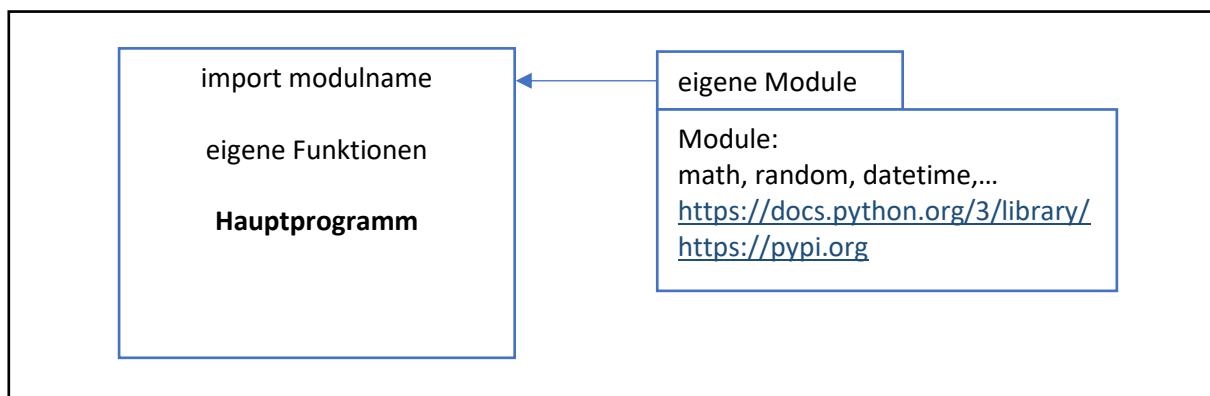 import modulname
eigene Funktionen
Hauptprogramm
eigene Module
Module:
math, random, datetime,…
https://docs.python.org/3/library/
https://pypi.org